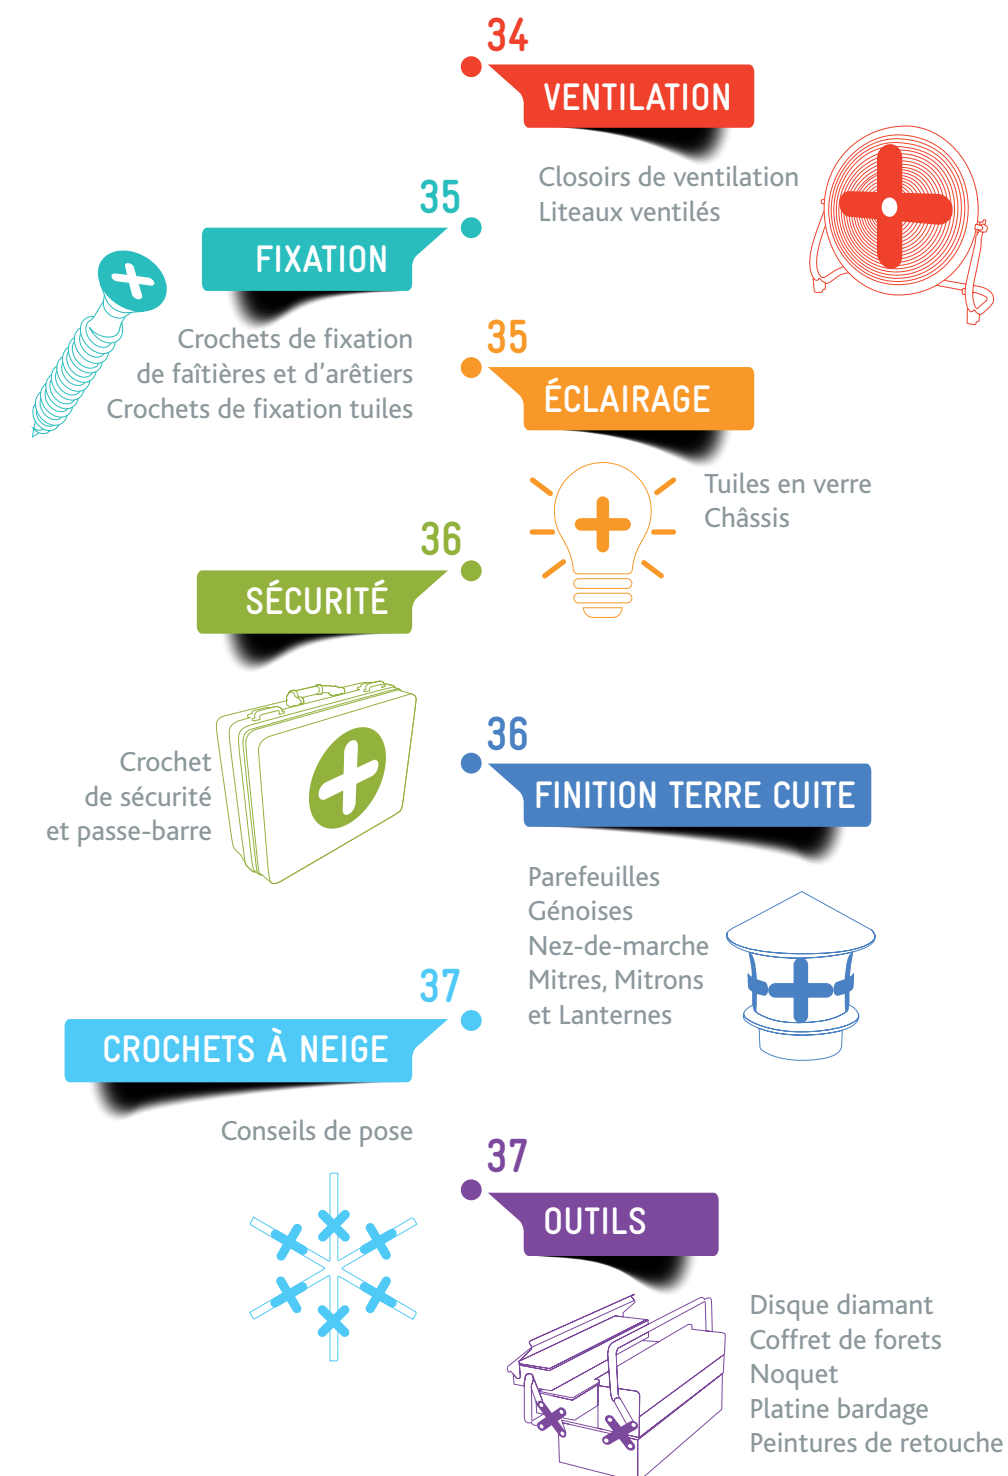 34
VENTILATION
Closoirs de ventilation
Liteaux ventilés
35
FIXATION
Crochets de fixation
de faîtières et d’arêtiers
Crochets de fixation tuiles
35
ÉCLAIRAGE
Tuiles en verre
Châssis
36
SÉCURITÉ
Crochet
de sécurité
et passe-barre
36
FINITION TERRE CUITE
Parefeuilles
Génoises
Nez-de-marche
Mitres, Mitrons
et Lanternes
37
CROCHETS À NEIGE
Conseils de pose
37
OUTILS
Disque diamant
Coffret de forets
Noquet
Platine bardage
Peintures de retouche